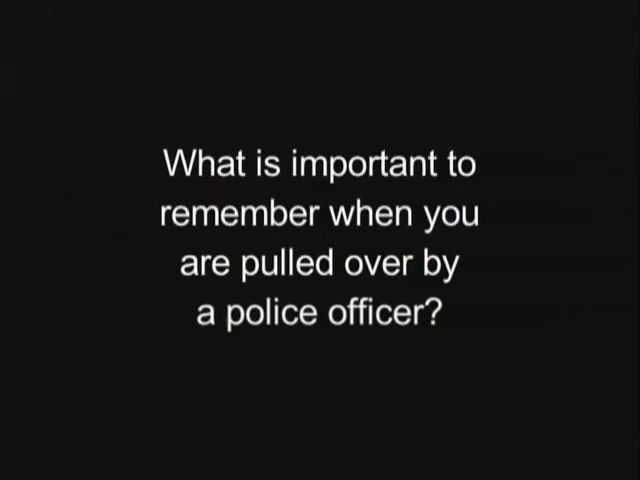 What is important to
remember when you
are pulled over by
a police officer?